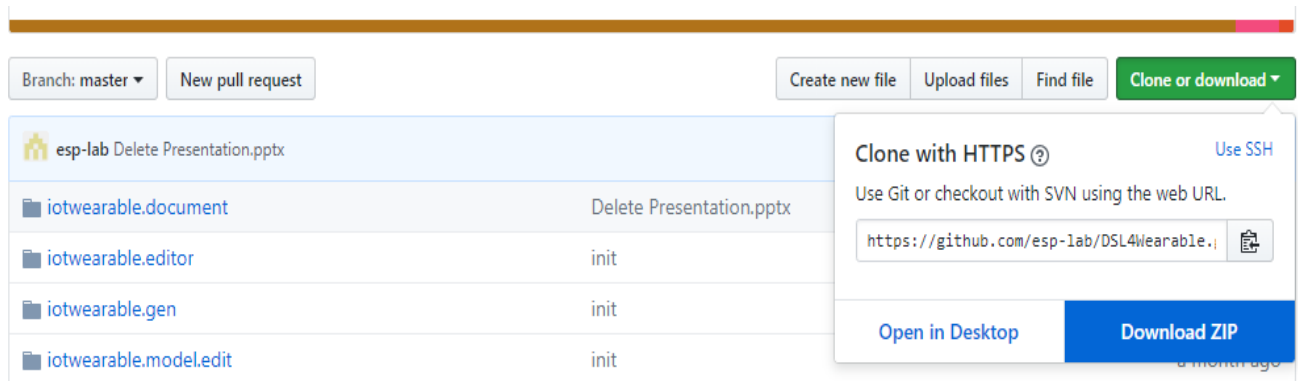 Branch: master New pull request Create new file Upload files Find file Clone or download
esp-lab Delete Presentation.pptx
Clone with HTTPS Use SSH
Use Git or checkout with SVN using the web URL.
https://github.com/esp-lab/DSL4Wearable.
Open in Desktop Download ZIP
iotwearable.document Delete Presentation.pptx
iotwearable.editor init
iotwearable.gen init
iotwearable.model.edit init a month ago